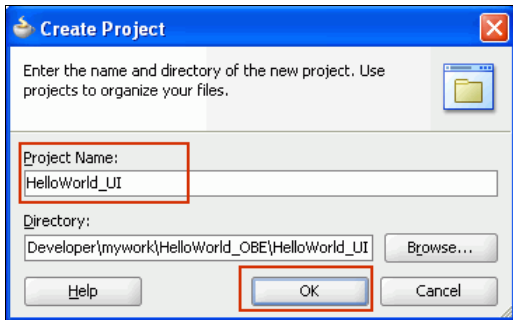 Create Project
Enter the name and directory of the new project. Use
projects to organize your files.
Project Name:
HelloWorld_UI
Directory:
Developer\mywork\HelloWorld_OBE\HelloWorld_UI
Browse...
Help
OK
Cancel